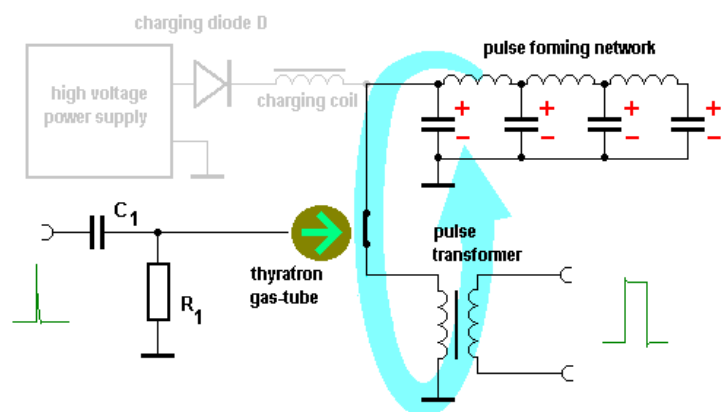 charging diode D
high voltage
power supply
charging coil
pulse forming network
+ + + +
− − − −
C1
R1
thyratron
gas-tube
pulse
transformer